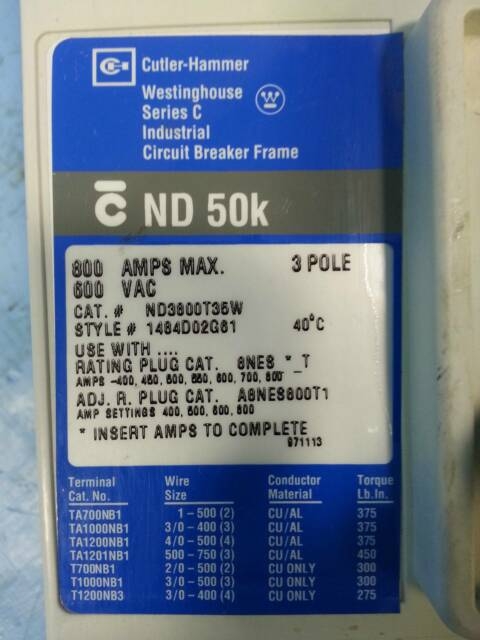 Cutler-Hammer
Westinghouse
Series C
Industrial
Circuit Breaker Frame
C ND 50k
800 AMPS MAX. 3 POLE
600 VAC
CAT. # ND3800T35W
STYLE # 1484D02G61 40°C
USE WITH ....
RATING PLUG CAT. 8NES *_T
AMPS -400, 450, 500, 550, 600, 700, 800
ADJ. R. PLUG CAT. A8NES800T1
AMP SETTINGS 400, 500, 600, 800
* INSERT AMPS TO COMPLETE
971113
Terminal Wire Conductor Torque
Cat. No. Size Material Lb.In.
TA700NB1 1-500 (2) CU/AL 375
TA1000NB1 3/0-400 (3) CU/AL 375
TA1200NB1 4/0-500 (4) CU/AL 375
TA1201NB1 500-750 (3) CU/AL 450
T700NB1 2/0-500 (2) CU ONLY 300
T1000NB1 3/0-500 (3) CU ONLY 300
T1200NB3 3/0-400 (4) CU ONLY 275